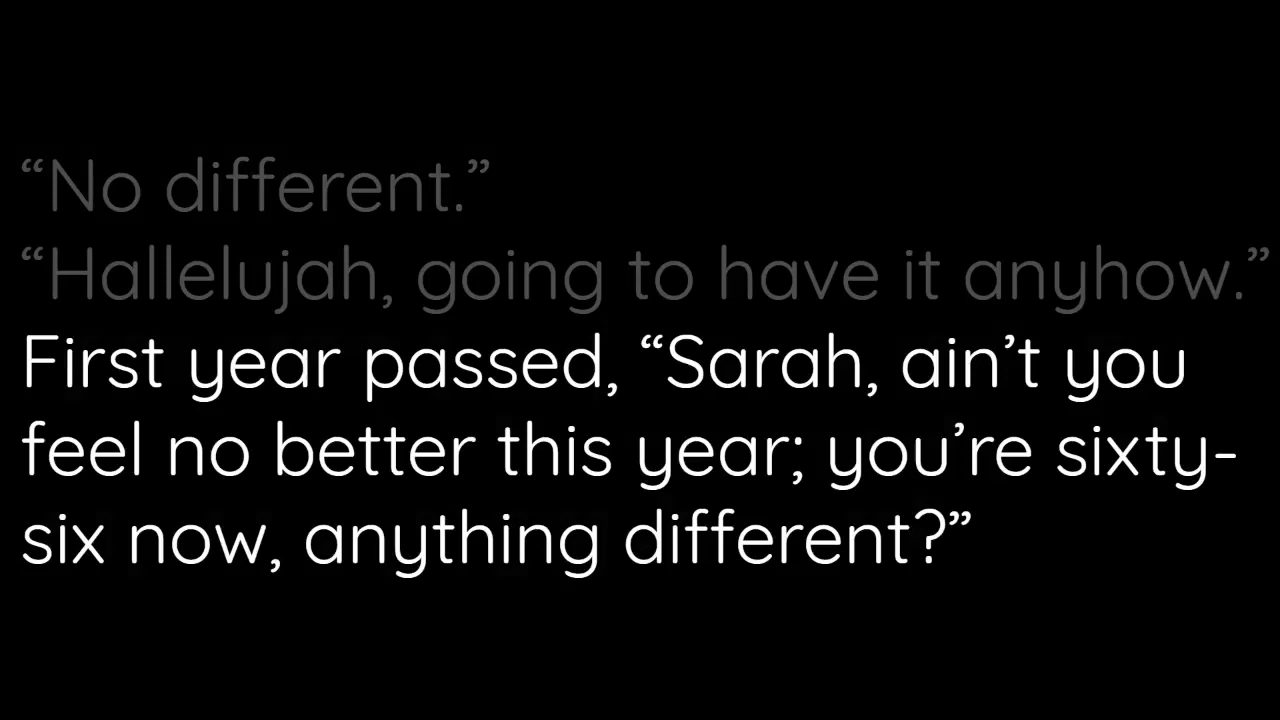 “No different.”
“Hallelujah, going to have it anyhow.”
First year passed, “Sarah, ain’t you
feel no better this year; you’re sixty-
six now, anything different?”